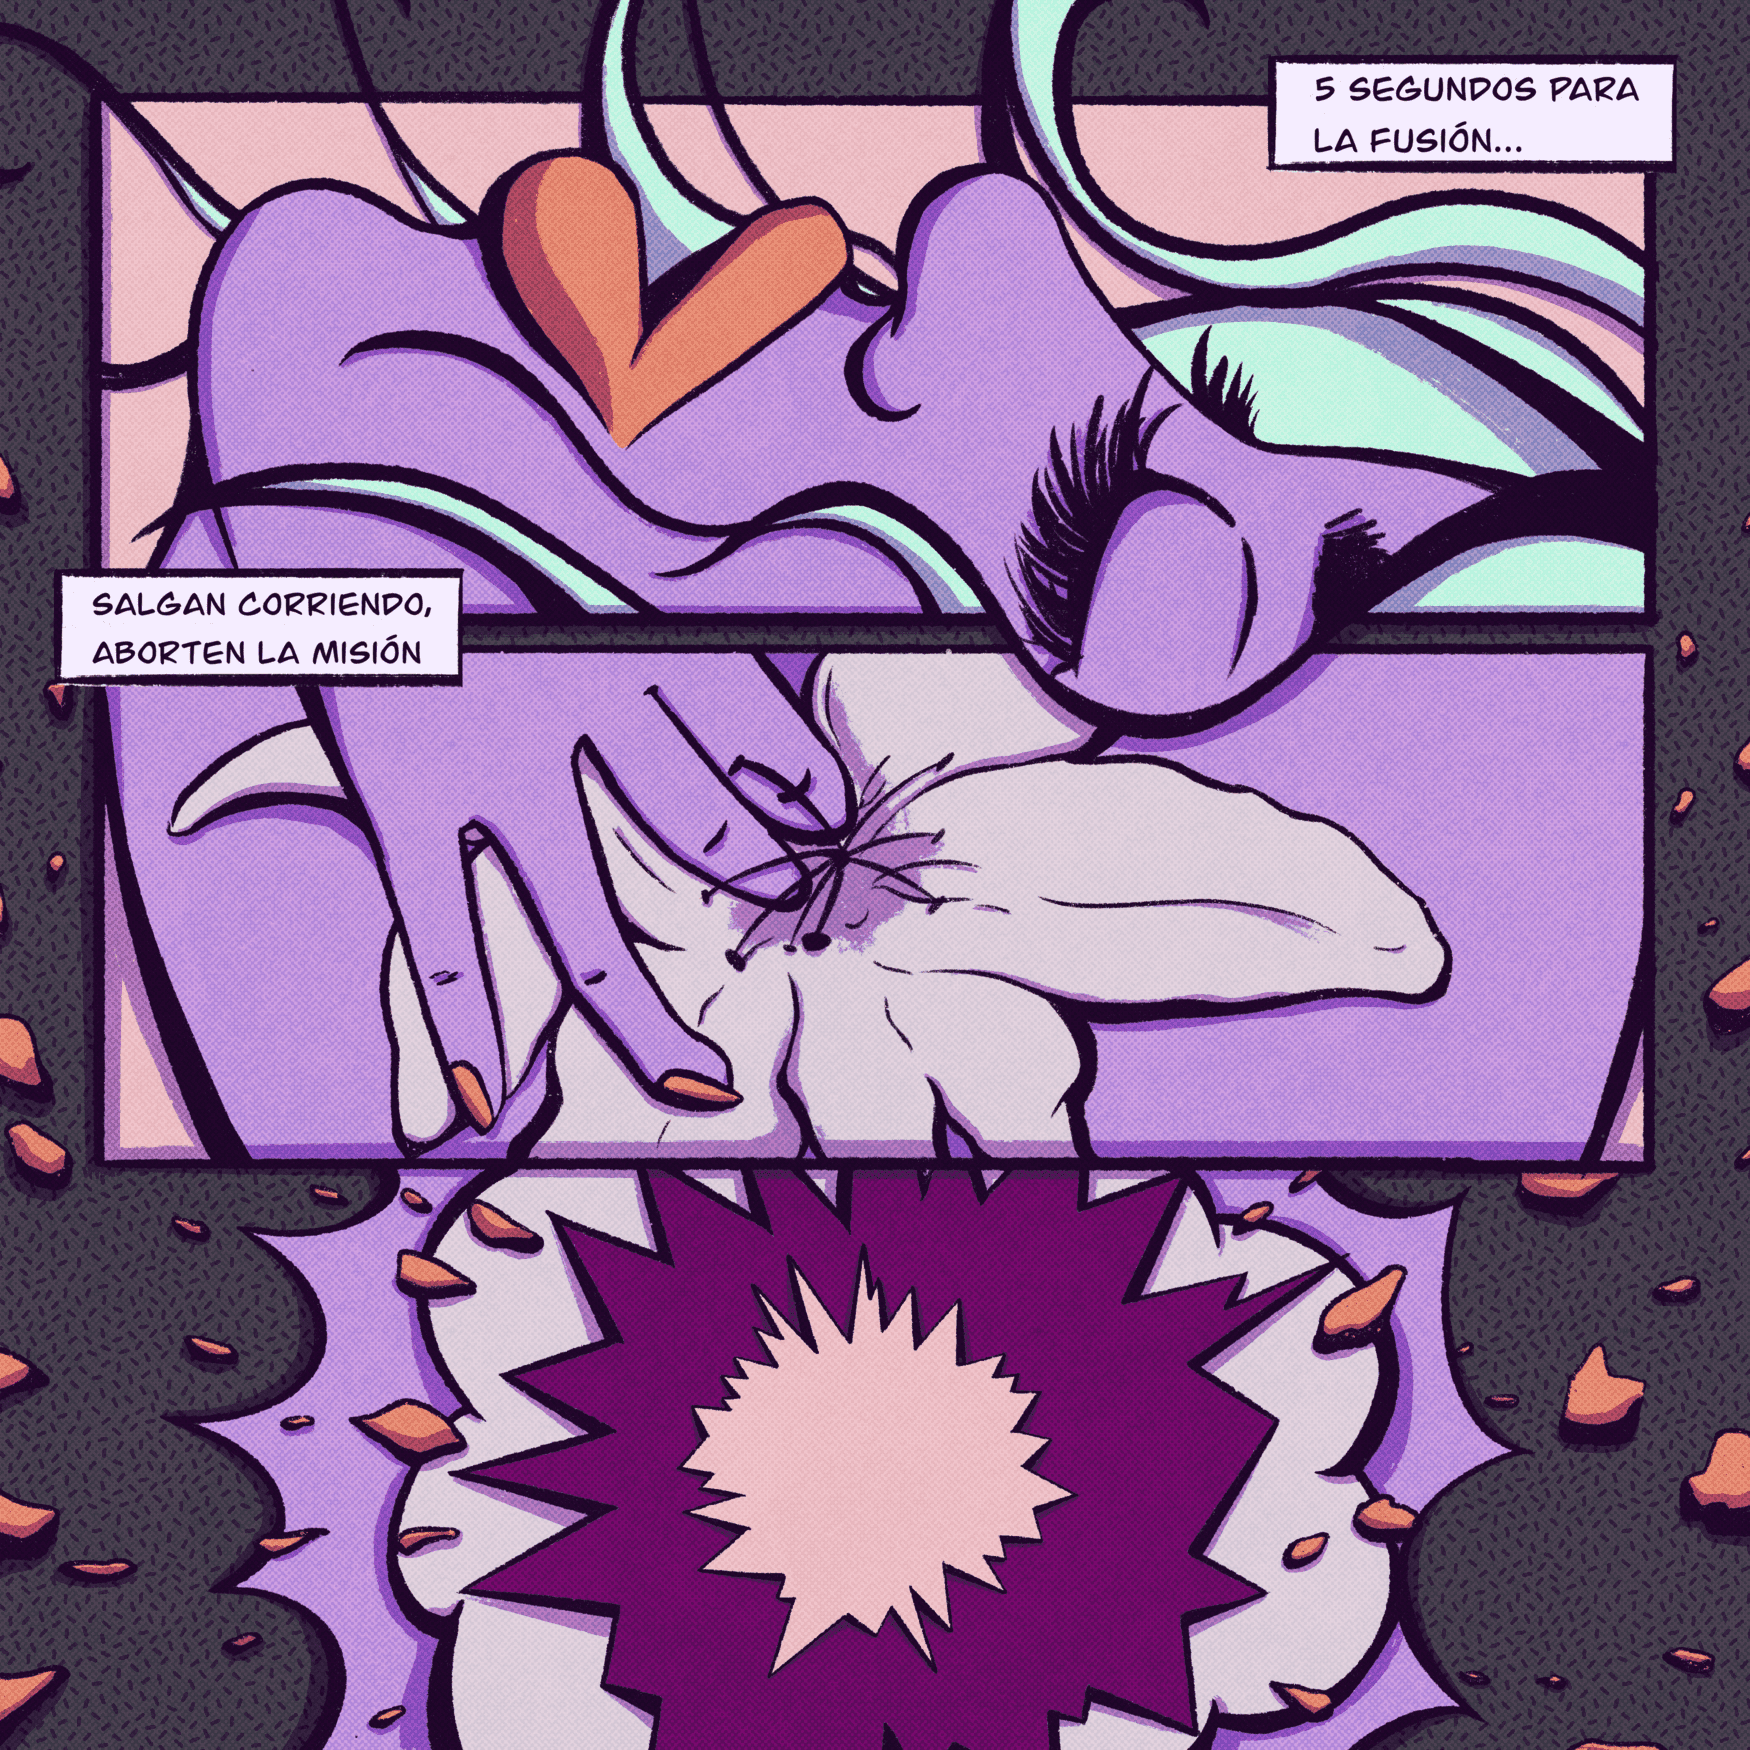 5 SEGUNDOS PARA
LA FUSIÓN...
SALGAN CORRIENDO,
ABORTEN LA MISIÓN